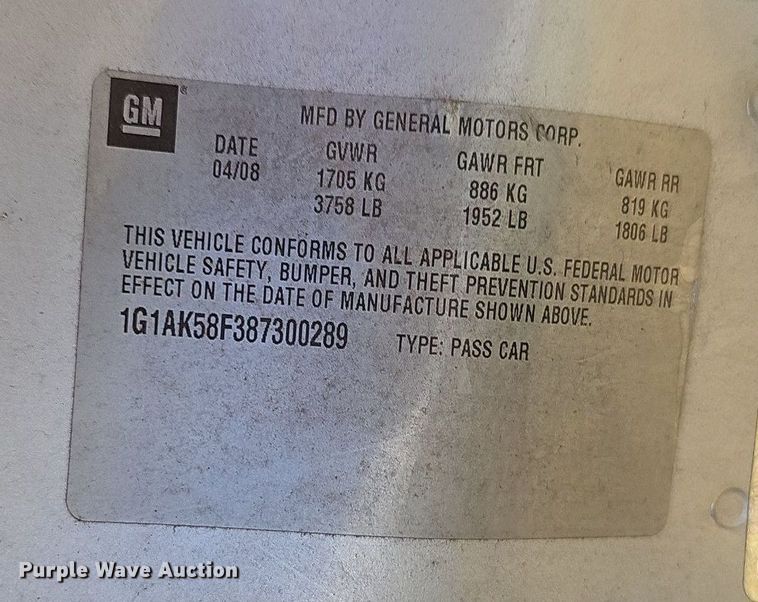 GM ®
MFD BY GENERAL MOTORS CORP.
DATE GVWR GAWR FRT GAWR RR
04/08 1705 KG 886 KG 819 KG
3758 LB 1952 LB 1806 LB
THIS VEHICLE CONFORMS TO ALL APPLICABLE U.S. FEDERAL MOTOR
VEHICLE SAFETY, BUMPER, AND THEFT PREVENTION STANDARDS IN
EFFECT ON THE DATE OF MANUFACTURE SHOWN ABOVE.
1G1AK58F387300289 TYPE: PASS CAR
Purple Wave Auction